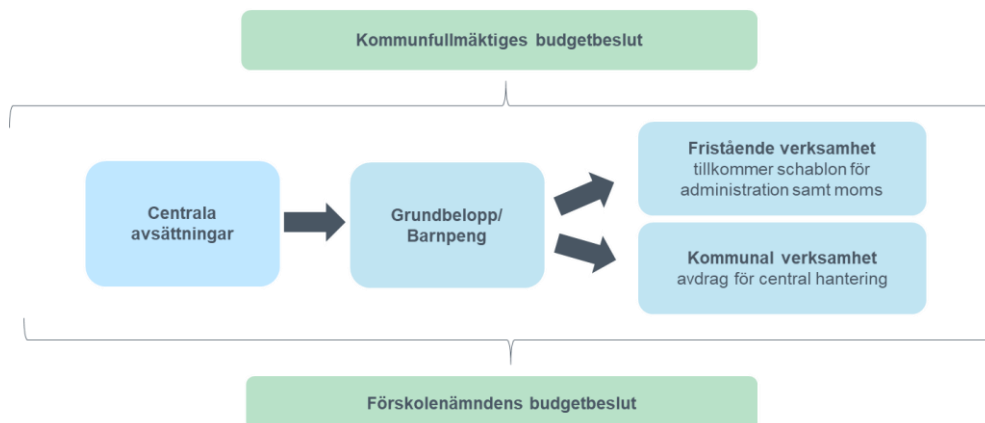 Kommunfullmäktiges budgetbeslut
Centrala
avsättningar
Grundbelopp/
Barnpeng
Fristående verksamhet
tillkommer schablon för
administration samt moms
Kommunal verksamhet
avdrag för central hantering
Förskolenämndens budgetbeslut